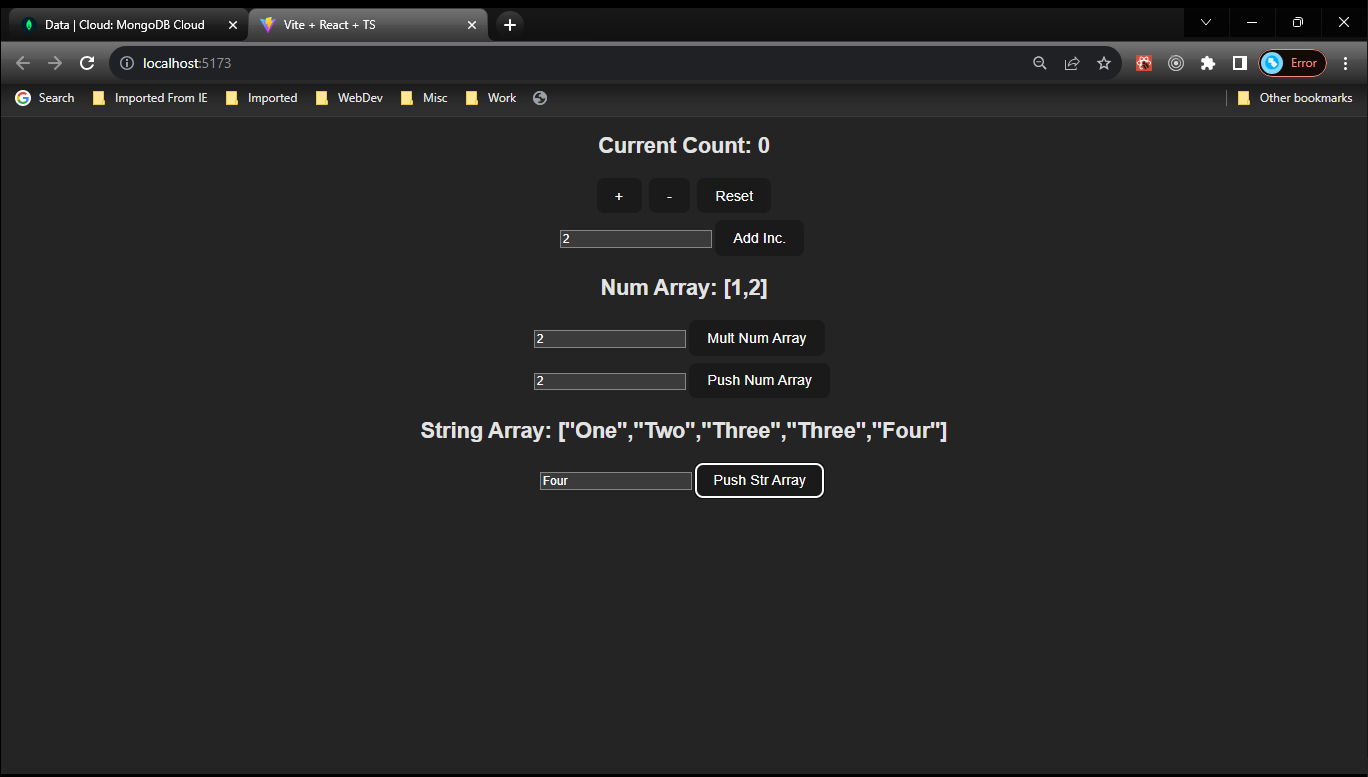 Data | Cloud: MongoDB Cloud Vite + React + TS
localhost:5173 Error
Search Imported From IE Imported WebDev Misc Work Other bookmarks
Current Count: 0
+ - Reset
2 Add Inc.
Num Array: [1,2]
2 Mult Num Array
2 Push Num Array
String Array: ["One","Two","Three","Three","Four"]
Four Push Str Array